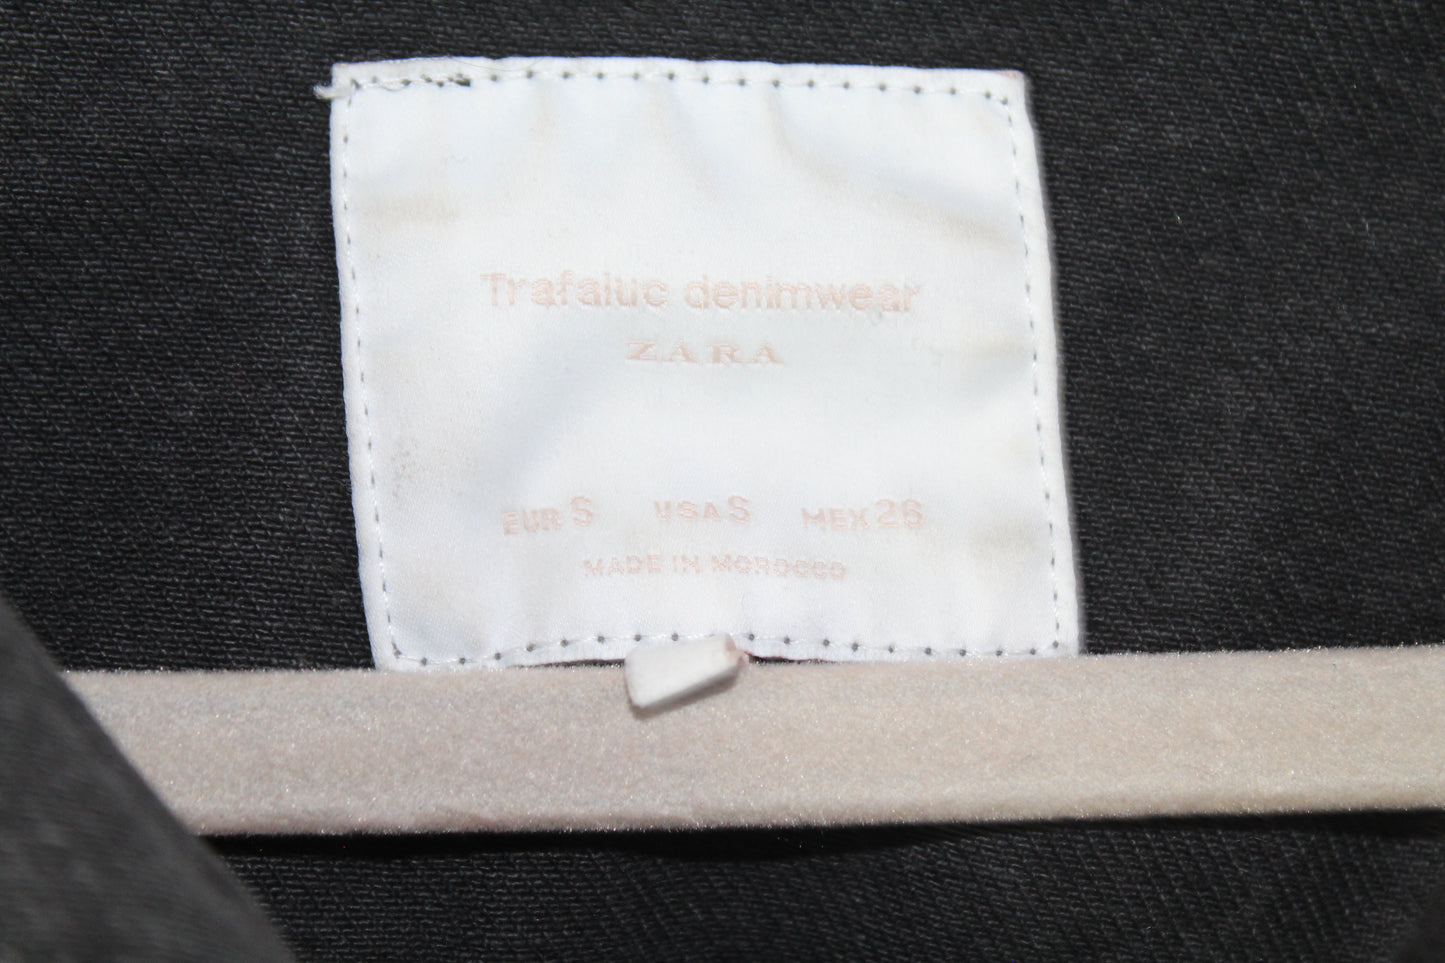 Trafaluc denimwear
ZARA
EUR S USA S MEX 26
MADE IN MOROCCO